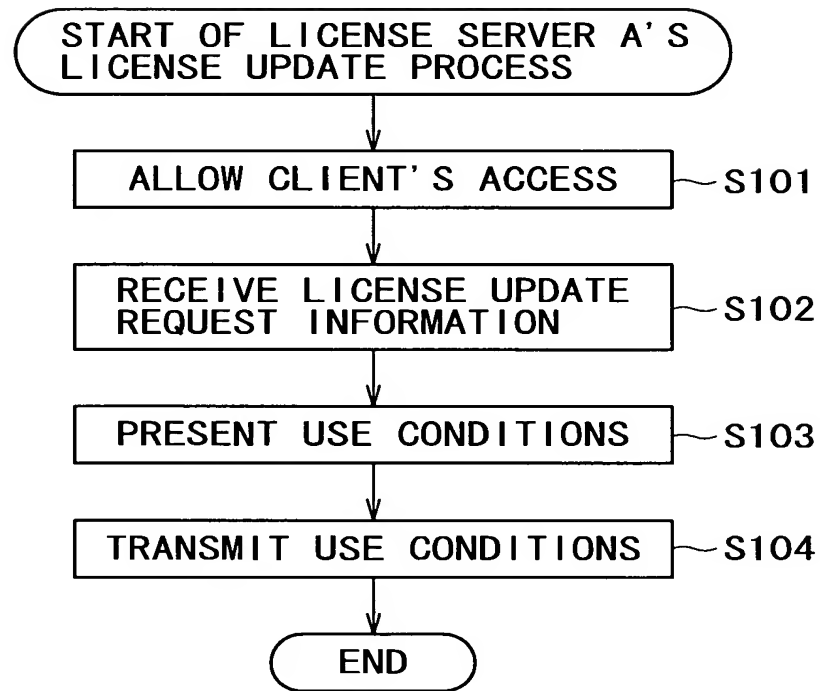 START OF LICENSE SERVER A'S
LICENSE UPDATE PROCESS
ALLOW CLIENT'S ACCESS
S101
RECEIVE LICENSE UPDATE
REQUEST INFORMATION
S102
PRESENT USE CONDITIONS
S103
TRANSMIT USE CONDITIONS
S104
END